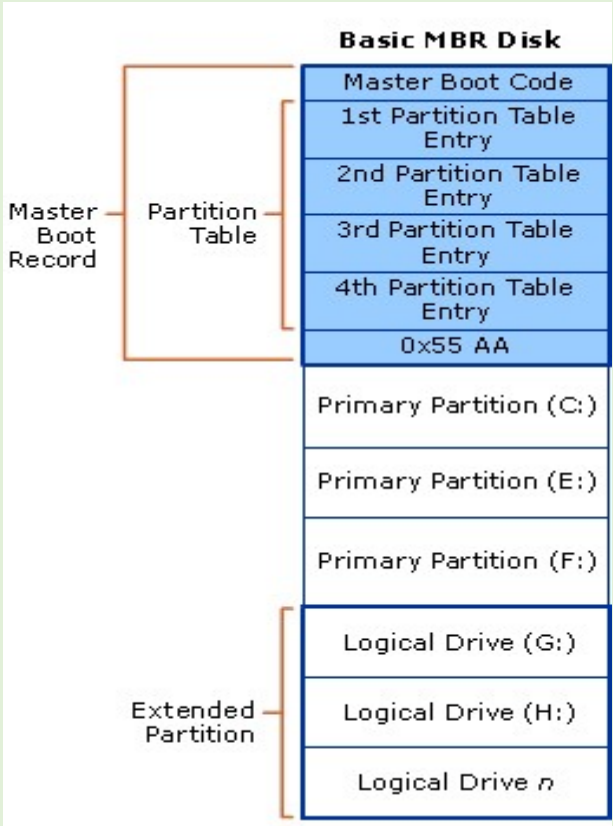 Basic MBR Disk
Master Boot Code
1st Partition Table
Entry
2nd Partition Table
Entry
3rd Partition Table
Entry
4th Partition Table
Entry
0x55 AA
Master
Boot
Record
Partition
Table
Primary Partition (C:)
Primary Partition (E:)
Primary Partition (F:)
Logical Drive (G:)
Logical Drive (H:)
Logical Drive n
Extended
Partition